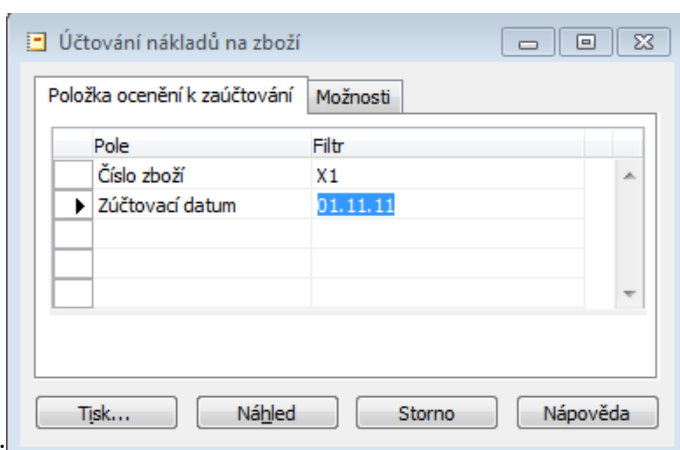 Účtování nákladů na zboží
Položka ocenění k zaúčtování Možnosti
Pole Filtr
Číslo zboží X1
Zúčtovací datum 01.11.11
Tisk... Náhled Storno Nápověda
.